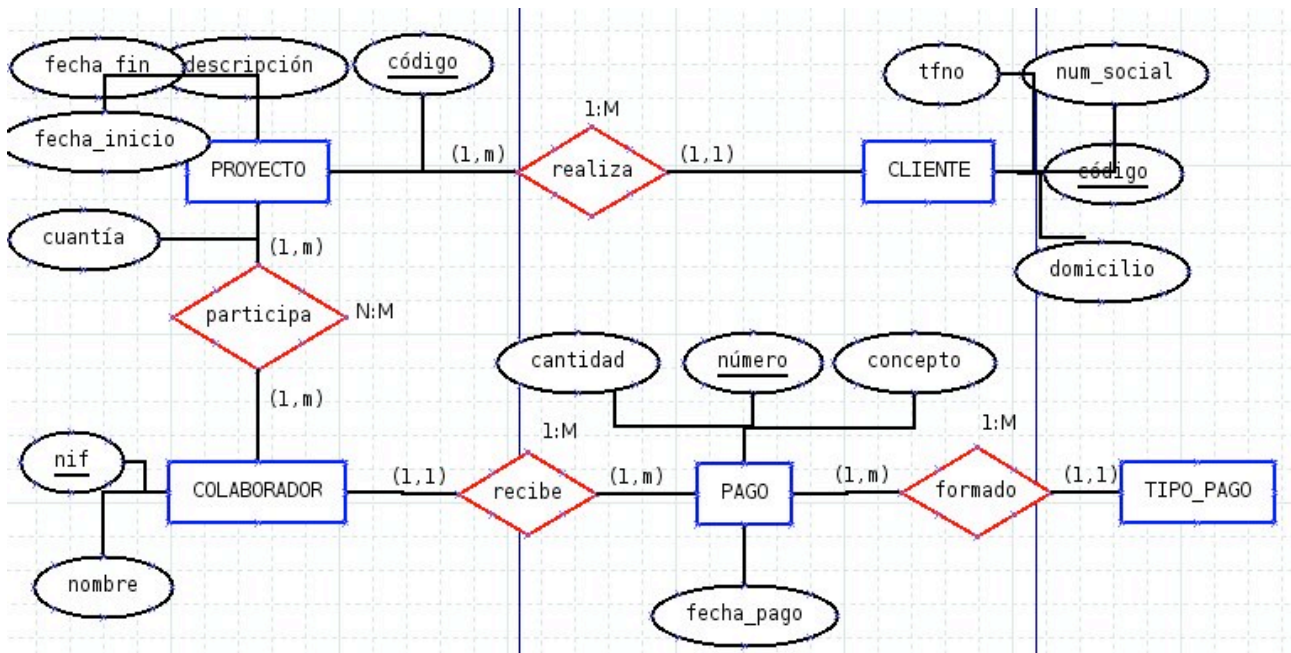 fecha_fin
descripción
código
tfno
num_social
fecha_inicio
1:M
PROYECTO
(1,m)
realiza
(1,1)
CLIENTE
código
cuantía
(1,m)
domicilio
participa
N:M
cantidad
número
concepto
(1,m)
1:M
1:M
nif
COLABORADOR
(1,1)
recibe
(1,m)
PAGO
(1,m)
formado
(1,1)
TIPO_PAGO
nombre
fecha_pago